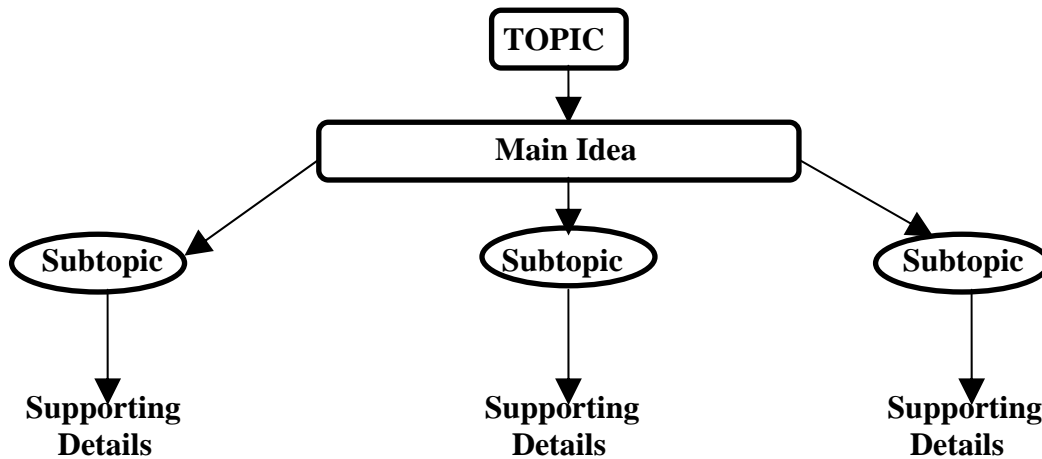 TOPIC
Main Idea
Subtopic
Subtopic
Subtopic
Supporting
Details
Supporting
Details
Supporting
Details